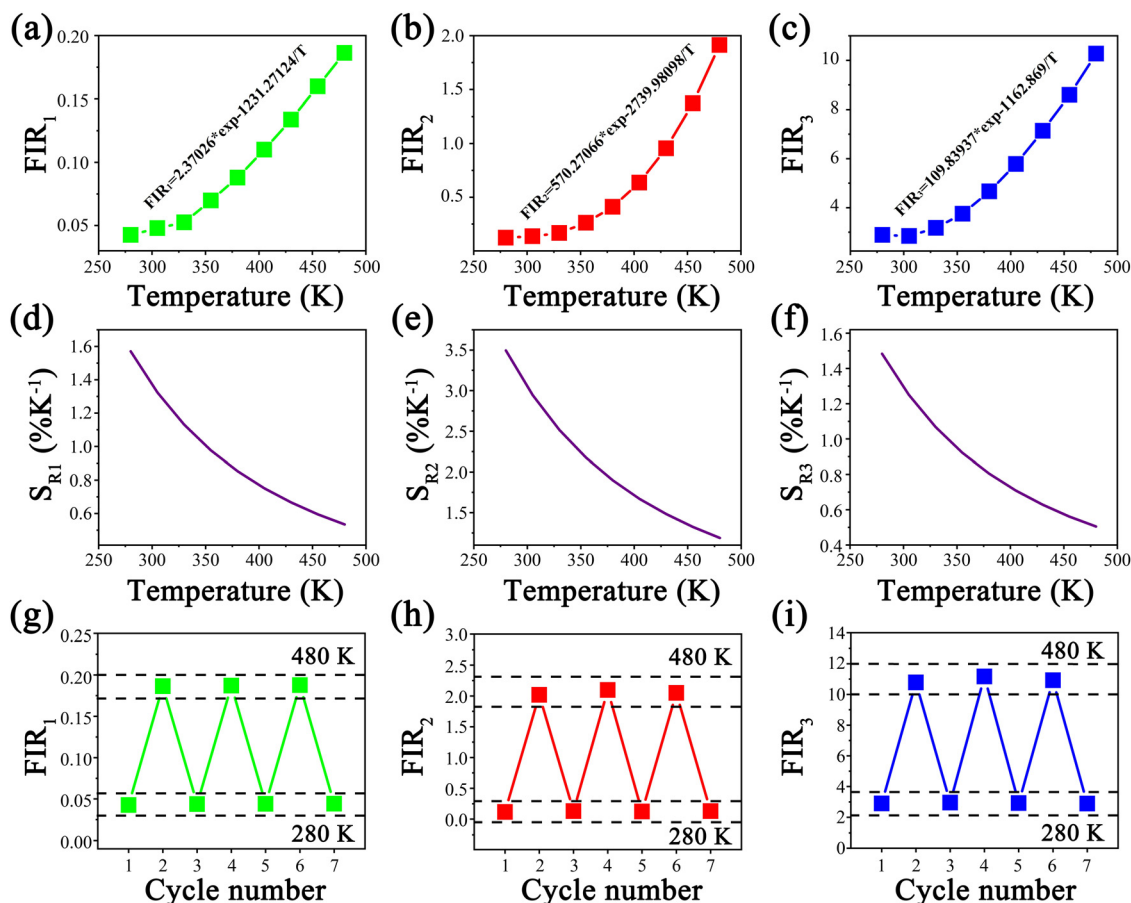 (a)
FIR1
0.20
0.15
0.10
0.05
FIR1=2.37026*exp-1231.27124/T
250 300 350 400 450 500
Temperature (K)
(b)
FIR2
2.0
1.5
1.0
0.5
FIR2=570.27066*exp-2739.98098/T
250 300 350 400 450 500
Temperature (K)
(c)
FIR3
10
8
6
4
FIR3=109.83937*exp-1162.869/T
250 300 350 400 450 500
Temperature (K)
(d)
SR1 (%K-1)
1.6
1.4
1.2
1.0
0.8
0.6
250 300 350 400 450 500
Temperature (K)
(e)
SR2 (%K-1)
3.5
3.0
2.5
2.0
1.5
250 300 350 400 450 500
Temperature (K)
(f)
SR3 (%K-1)
1.6
1.4
1.2
1.0
0.8
0.6
0.4
250 300 350 400 450 500
Temperature (K)
(g)
FIR1
0.25
0.20
0.15
0.10
0.05
0.00
480 K
280 K
1 2 3 4 5 6 7
Cycle number
(h)
FIR2
3.0
2.5
2.0
1.5
1.0
0.5
0.0
480 K
280 K
1 2 3 4 5 6 7
Cycle number
(i)
FIR3
14
12
10
8
6
4
2
0
480 K
280 K
1 2 3 4 5 6 7
Cycle number